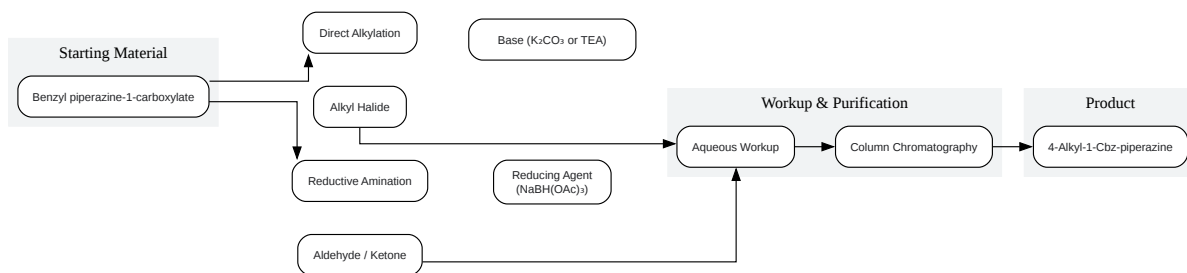 Starting Material
Benzyl piperazine-1-carboxylate
Direct Alkylation
Base (K₂CO₃ or TEA)
Alkyl Halide
Reductive Amination
Reducing Agent
(NaBH(OAc)₃)
Aldehyde / Ketone
Workup & Purification
Aqueous Workup
Column Chromatography
Product
4-Alkyl-1-Cbz-piperazine